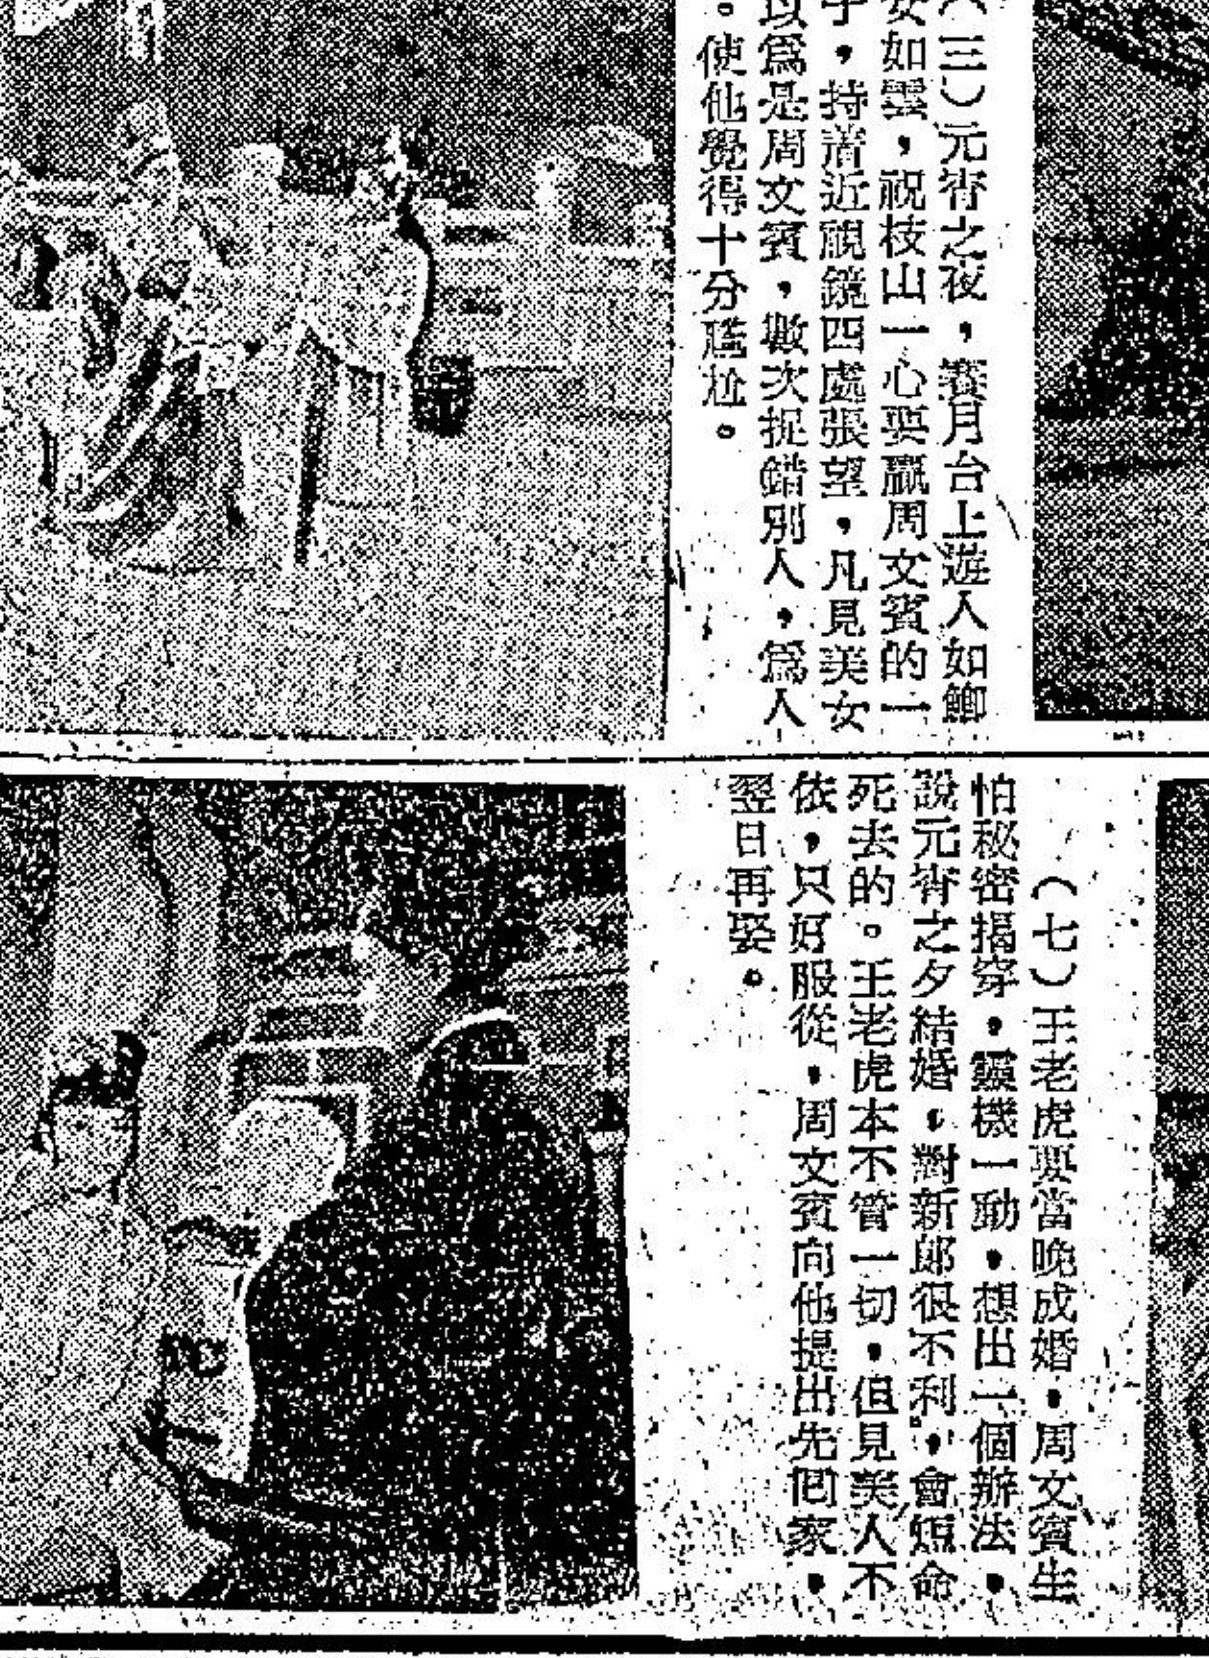 （三）元宵之夜，賽月台上遊人如鯽
女如雲，祝枝山一心要贏周文賓的一
子，持着近視鏡四處張望，凡見美女
以爲是周文賓，數次捉錯別人，爲人
。使他覺得十分尷尬。
（七）王老虎要當晚成婚，周文賓生
怕秘密揭穿，靈機一動，想出一個辦法，
說元宵之夕結婚，對新郎很不利，會短命
死去的。王老虎本不管一切，但見美人不
依，只好服從，周文賓向他提出先囘家，
翌日再娶。